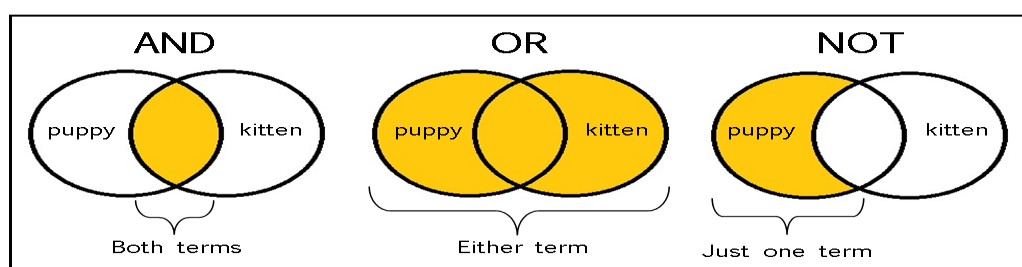 AND
puppy
kitten
Both terms
OR
puppy
kitten
Either term
NOT
puppy
kitten
Just one term